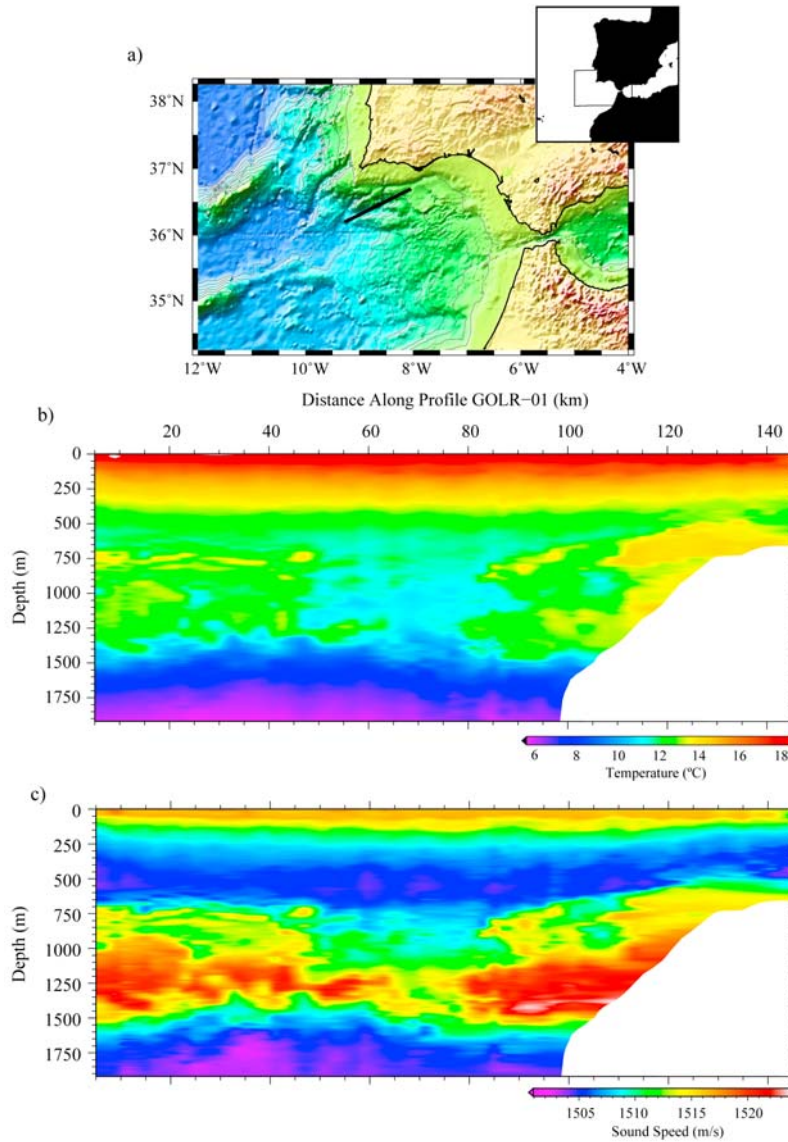 a)
38°N
37°N
36°N
35°N
12°W 10°W 8°W 6°W 4°W
Distance Along Profile GOLR−01 (km)
b)
20 40 60 80 100 120 140
0
250
500
750
1000
1250
1500
1750
Depth (m)
6 8 10 12 14 16 18
Temperature (ºC)
c)
0
250
500
750
1000
1250
1500
1750
Depth (m)
1505 1510 1515 1520
Sound Speed (m/s)